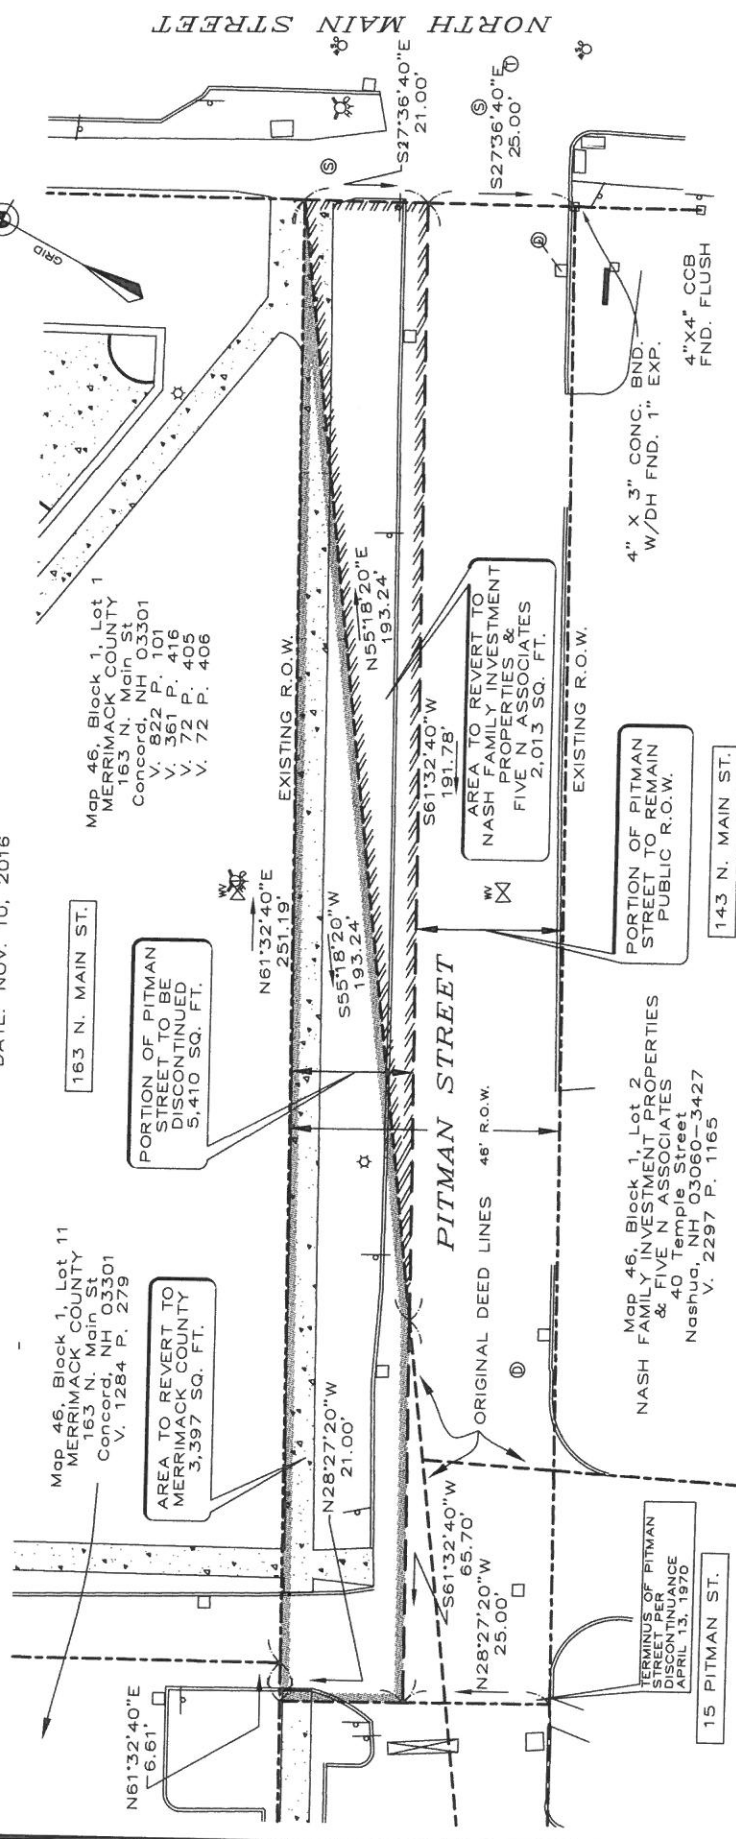 DATE: NOV. 10, 2016
NORTH MAIN STREET
GRID
163 N. MAIN ST.
Map 46, Block 1, Lot 11
MERRIMACK COUNTY
163 N. Main St
Concord, NH 03301
V. 1284 P. 279
Map 46, Block 1, Lot 1
MERRIMACK COUNTY
163 N. Main St
Concord, NH 03301
V. 822 P. 101
V. 361 P. 416
V. 72 P. 405
V. 72 P. 406
AREA TO REVERT TO
MERRIMACK COUNTY
3,397 SQ. FT.
PORTION OF PITMAN
STREET TO BE
DISCONTINUED
5,410 SQ. FT.
N61°32'40"E
6.61'
N61°32'40"E
251.19'
WV
EXISTING R.O.W.
S27°36'40"E
21.00'
S
S27°36'40"E
25.00'
S
T
N28°27'20"W
21.00'
S55°18'20"W
193.24'
N55°18'20"E
193.24'
S61°32'40"W
65.70'
S61°32'40"W
191.78'
N28°27'20"W
25.00'
ORIGINAL DEED LINES
PITMAN STREET
46' R.O.W.
WV
D
D
AREA TO REVERT TO
NASH FAMILY INVESTMENT
PROPERTIES &
FIVE N ASSOCIATES
2,013 SQ. FT.
EXISTING R.O.W.
4" X 3" CONC. BND.
W/DH FND. 1" EXP.
4"X4" CCB
FND. FLUSH
TERMINUS OF PITMAN
STREET PER
DISCONTINUANCE
APRIL 13, 1970
15 PITMAN ST.
Map 46, Block 1, Lot 2
NASH FAMILY INVESTMENT PROPERTIES
& FIVE N ASSOCIATES
40 Temple Street
Nashua, NH 03060-3427
V. 2297 P. 1165
PORTION OF PITMAN
STREET TO REMAIN
PUBLIC R.O.W.
143 N. MAIN ST.